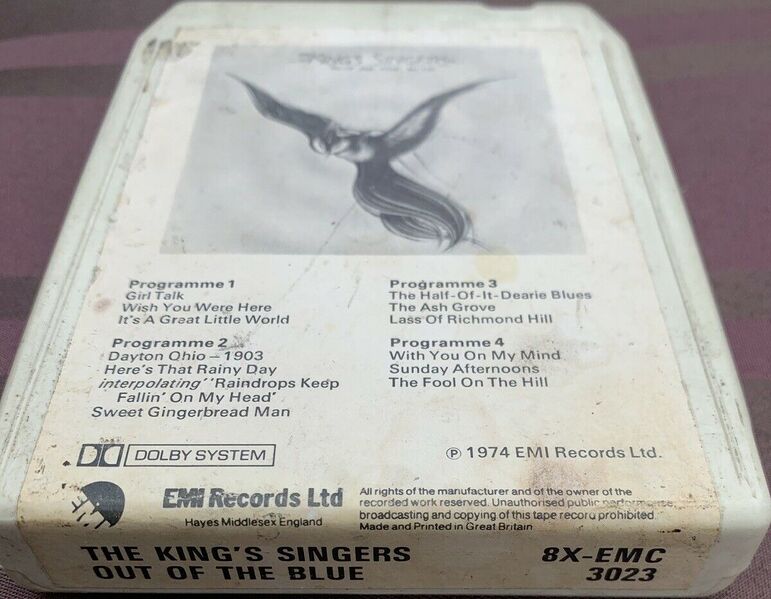 Programme 1
Girl Talk
Wish You Were Here
It's A Great Little World
Programme 2
Dayton Ohio – 1903
Here's That Rainy Day
interpolating "Raindrops Keep
Fallin' On My Head"
Sweet Gingerbread Man
Programme 3
The Half-Of-It-Dearie Blues
The Ash Grove
Lass Of Richmond Hill
Programme 4
With You On My Mind
Sunday Afternoons
The Fool On The Hill
DOLBY SYSTEM
℗ 1974 EMI Records Ltd.
EMI Records Ltd
Hayes Middlesex England
All rights of the manufacturer and of the owner of the
recorded work reserved. Unauthorised public performance
broadcasting and copying of this tape record prohibited.
Made and Printed in Great Britain
THE KING'S SINGERS
OUT OF THE BLUE
8X-EMC
3023